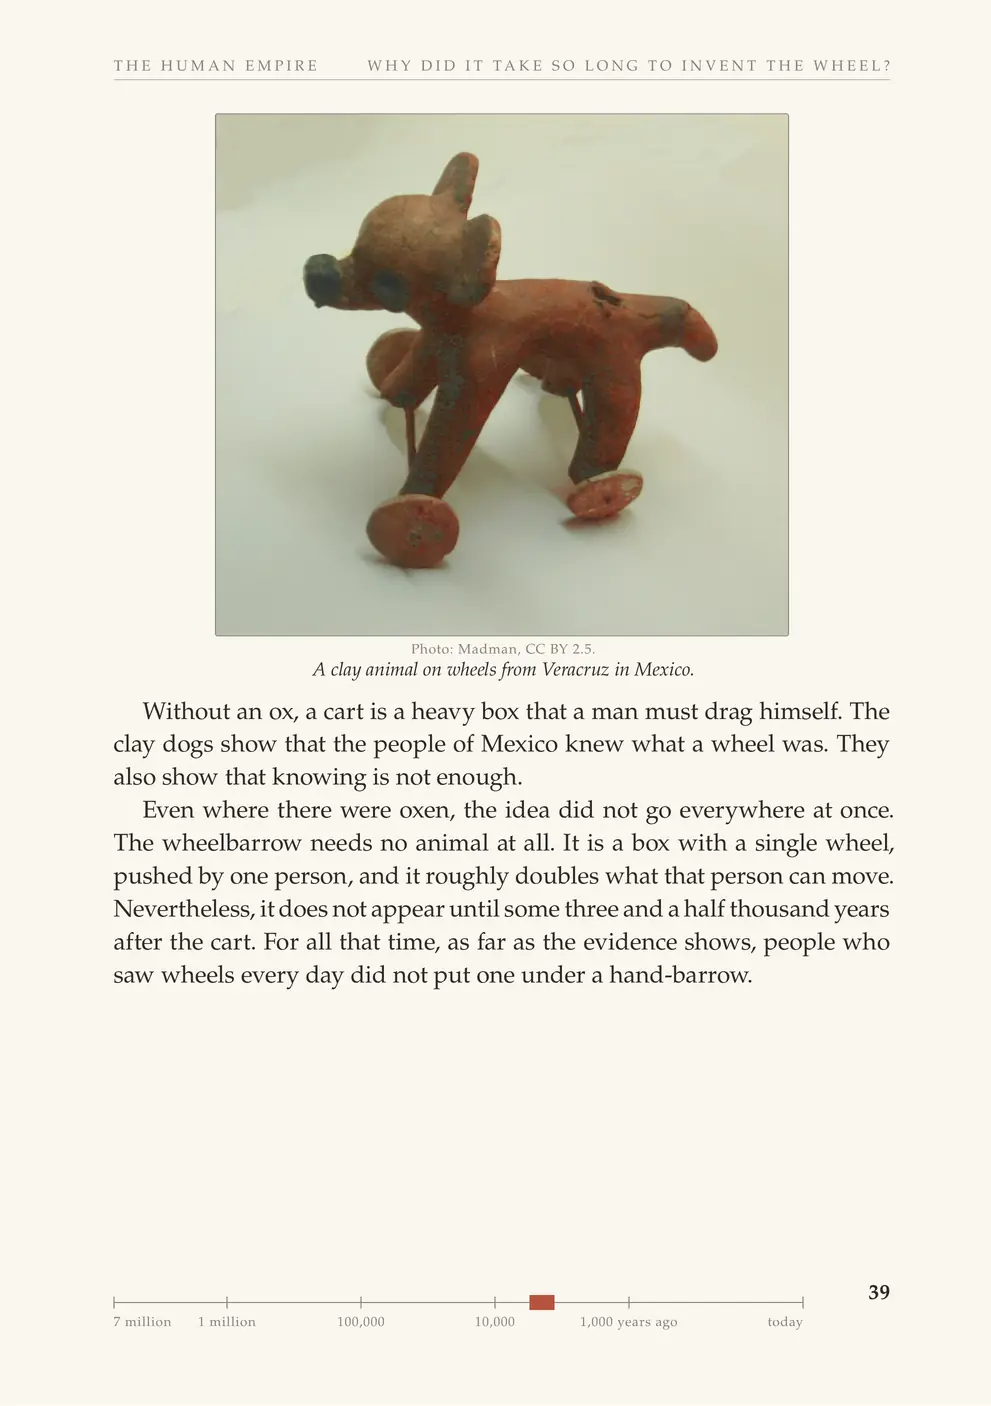 THE HUMAN EMPIRE WHY DID IT TAKE SO LONG TO INVENT THE WHEEL?
Photo: Madman, CC BY 2.5.
A clay animal on wheels from Veracruz in Mexico.
Without an ox, a cart is a heavy box that a man must drag himself. The
clay dogs show that the people of Mexico knew what a wheel was. They
also show that knowing is not enough.
Even where there were oxen, the idea did not go everywhere at once.
The wheelbarrow needs no animal at all. It is a box with a single wheel,
pushed by one person, and it roughly doubles what that person can move.
Nevertheless, it does not appear until some three and a half thousand years
after the cart. For all that time, as far as the evidence shows, people who
saw wheels every day did not put one under a hand-barrow.
39
7 million 1 million 100,000 10,000 1,000 years ago today